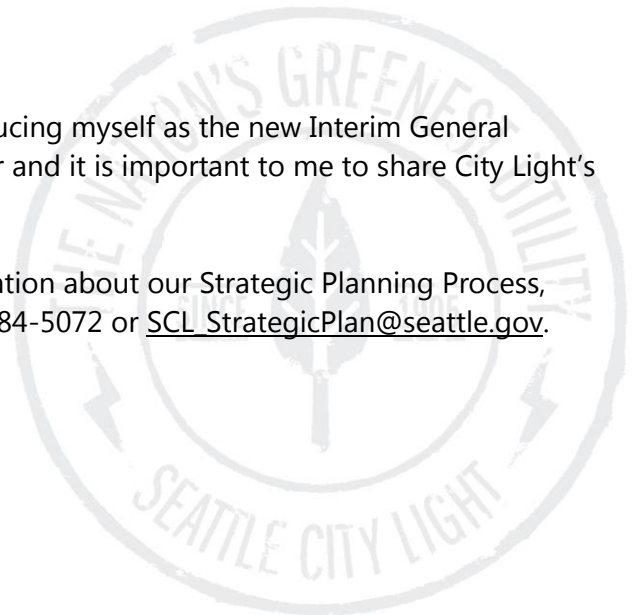 THE NATION'S GREENEST UTILITY
ucing myself as the new Interim General
and it is important to me to share City Light's
ation about our Strategic Planning Process,
84-5072 or SCL_StrategicPlan@seattle.gov.
SINCE 1905
SEATTLE CITY LIGHT